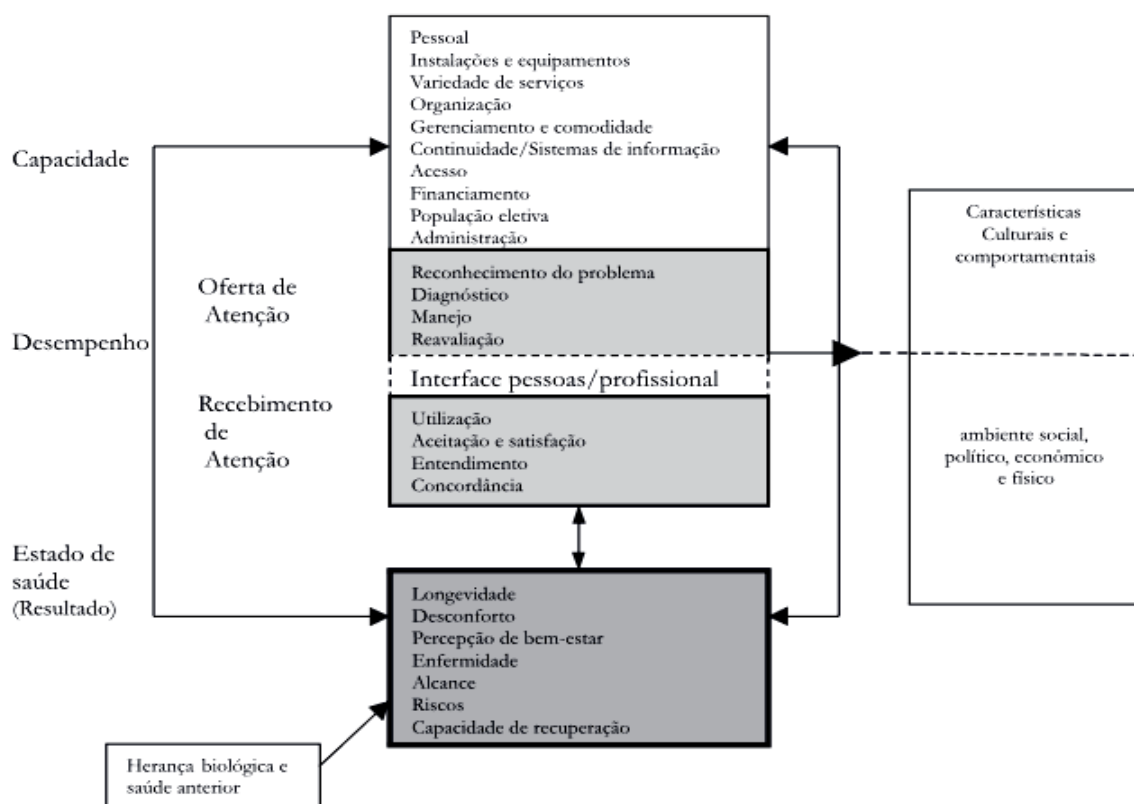 Capacidade
Desempenho
Estado de
saúde
(Resultado)
Oferta de
Atenção
Recebimento
de
Atenção
Pessoal
Instalações e equipamentos
Variedade de serviços
Organização
Gerenciamento e comodidade
Continuidade/Sistemas de informação
Acesso
Financiamento
População eletiva
Administração
Reconhecimento do problema
Diagnóstico
Manejo
Reavaliação
Interface pessoas/profissional
Utilização
Aceitação e satisfação
Entendimento
Concordância
Longevidade
Desconforto
Percepção de bem-estar
Enfermidade
Alcance
Riscos
Capacidade de recuperação
Herança biológica e
saúde anterior
Características
Culturais e
comportamentais
ambiente social,
político, econômico
e físico